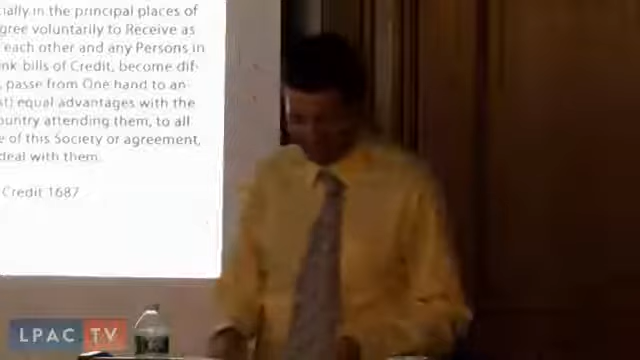 ially in the principal places of
gree voluntarily to Receive as
each other and any Persons in
nk bills of Credit, become dif-
, passe from One hand to an-
st) equal advantages with the
ountry attending them, to all
e of this Society or agreement,
deal with them.
Credit 1687
LPAC TV